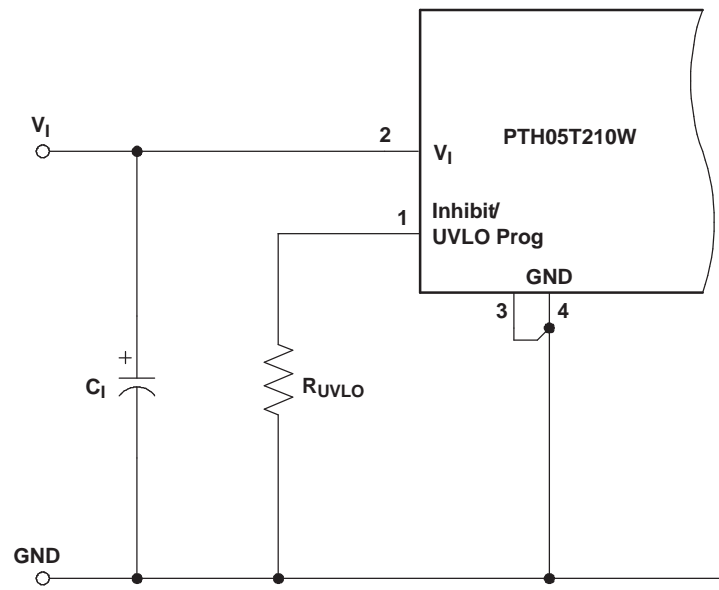 V_I
2
V_I
PTH05T210W
1
Inhibit/
UVLO Prog
GND
3
4
+
C_I
R_UVLO
GND